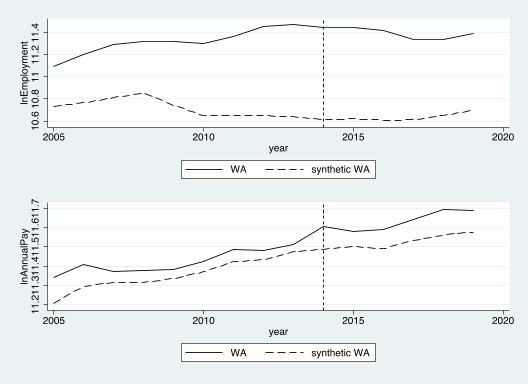 lnEmployment
10.6 10.8 11 11.2 11.4
2005 2010 2015 2020
year
WA synthetic WA
lnAnnualPay
11.2 11.3 11.4 11.5 11.6 11.7
2005 2010 2015 2020
year
WA synthetic WA